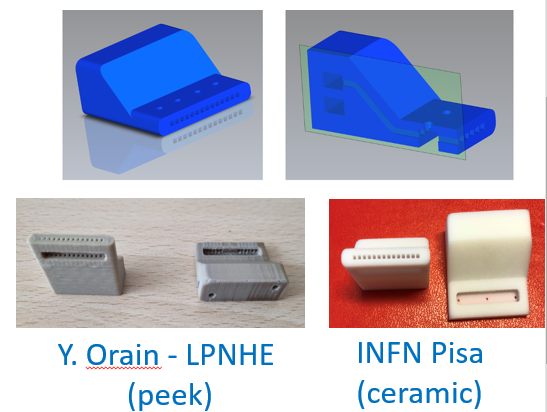 Y. Orain - LPNHE
(peek)
INFN Pisa
(ceramic)